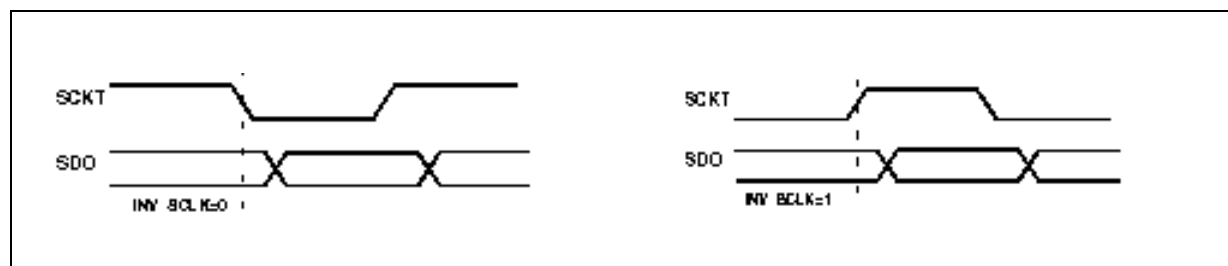 SCKT
SDO
INV SCLK=0
SCKT
SDO
INV SCLK=1